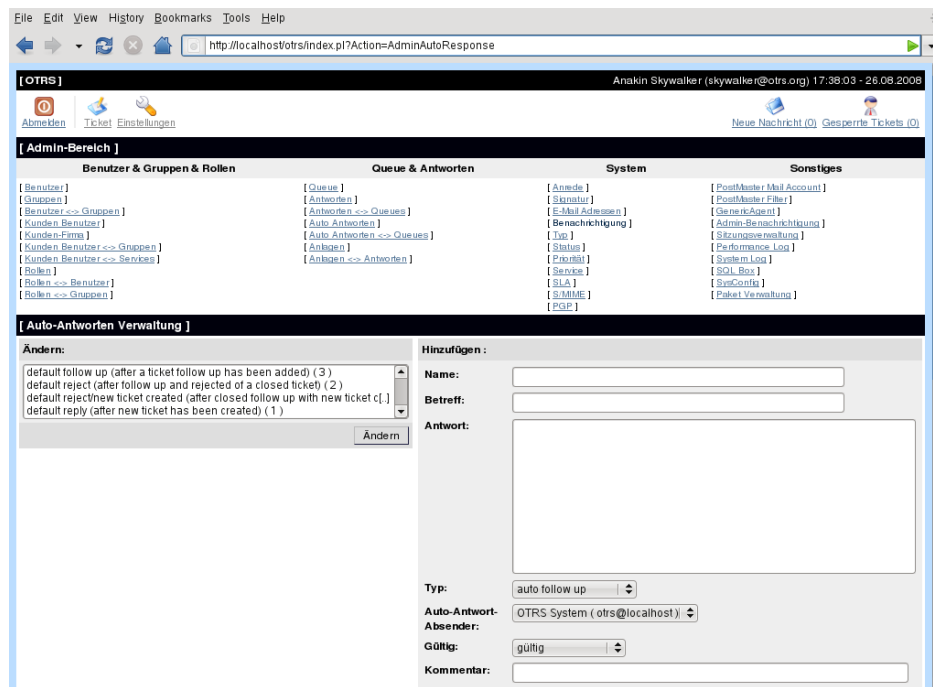 File Edit View History Bookmarks Tools Help
http://localhost/otrs/index.pl?Action=AdminAutoResponse
[ OTRS ] Anakin Skywalker (skywalker@otrs.org) 17:38:03 - 26.08.2008
Abmelden Ticket Einstellungen Neue Nachricht (0) Gesperrte Tickets (0)
[ Admin-Bereich ]
Benutzer & Gruppen & Rollen Queue & Antworten System Sonstiges
[ Benutzer ] [ Queue ] [ Anrede ] [ PostMaster Mail Account ]
[ Gruppen ] [ Antworten ] [ Signatur ] [ PostMaster Filter ]
[ Benutzer <-> Gruppen ] [ Antworten <-> Queues ] [ E-Mail Adressen ] [ GenericAgent ]
[ Kunden Benutzer ] [ Auto Antworten ] [ Benachrichtigung ] [ Admin-Benachrichtigung ]
[ Kunden-Firma ] [ Auto Antworten <-> Queues ] [ Typ ] [ Sitzungsverwaltung ]
[ Kunden Benutzer <-> Gruppen ] [ Anlagen ] [ Status ] [ Performance Log ]
[ Kunden Benutzer <-> Services ] [ Anlagen <-> Antworten ] [ Priorität ] [ System Log ]
[ Rollen ] [ Service ] [ SQL Box ]
[ Rollen <-> Benutzer ] [ SLA ] [ SysConfig ]
[ Rollen <-> Gruppen ] [ S/MIME ] [ Paket Verwaltung ]
[ PGP ]
[ Auto-Antworten Verwaltung ]
Ändern: Hinzufügen :
default follow up (after a ticket follow up has been added) ( 3 )
default reject (after follow up and rejected of a closed ticket) ( 2 )
default reject/new ticket created (after closed follow up with new ticket c[..]
default reply (after new ticket has been created) ( 1 )
Ändern
Name:
Betreff:
Antwort:
Typ: auto follow up
Auto-Antwort-
Absender: OTRS System ( otrs@localhost )
Gültig: gültig
Kommentar: